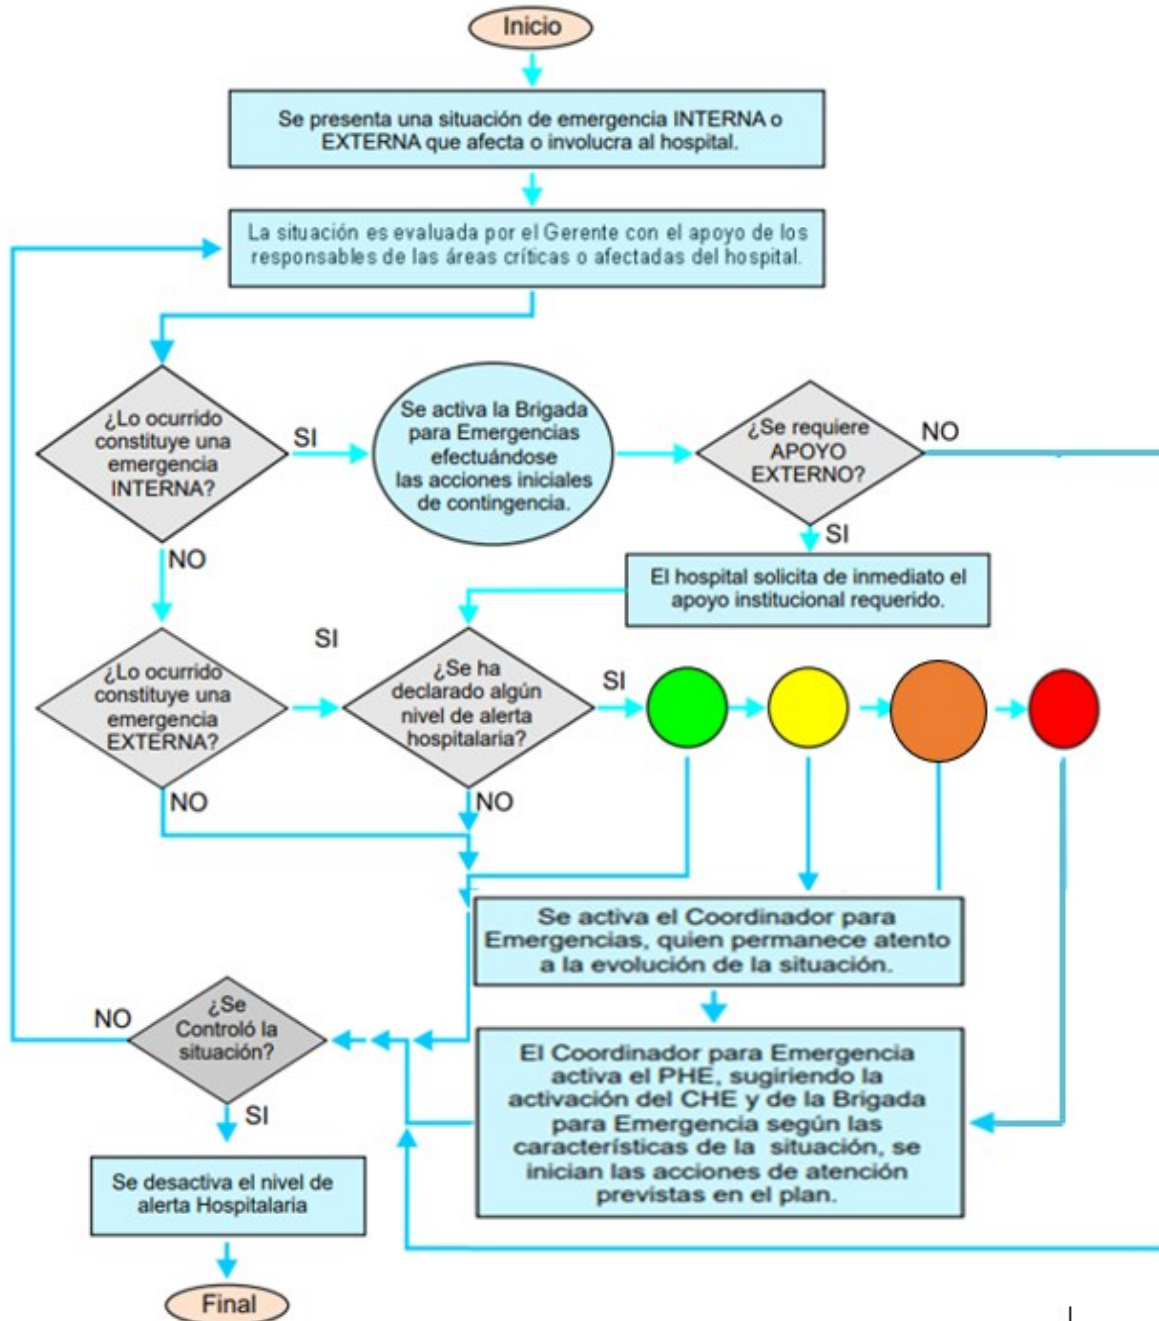 Inicio
Se presenta una situación de emergencia INTERNA o
EXTERNA que afecta o involucra al hospital.
La situación es evaluada por el Gerente con el apoyo de los
responsables de las áreas críticas o afectadas del hospital.
¿Lo ocurrido
constituye una
emergencia
INTERNA?
SI
Se activa la Brigada
para Emergencias
efectuándose
las acciones iniciales
de contingencia.
¿Se requiere
APOYO
EXTERNO?
NO
SI
NO
El hospital solicita de inmediato el
apoyo institucional requerido.
¿Lo ocurrido
constituye una
emergencia
EXTERNA?
SI
¿Se ha
declarado algún
nivel de alerta
hospitalaria?
SI
NO
NO
Se activa el Coordinador para
Emergencias, quien permanece atento
a la evolución de la situación.
¿Se
Controló la
situación?
NO
SI
El Coordinador para Emergencia
activa el PHE, sugiriendo la
activación del CHE y de la Brigada
para Emergencia según las
características de la situación, se
inician las acciones de atención
previstas en el plan.
Se desactiva el nivel de
alerta Hospitalaria
Final